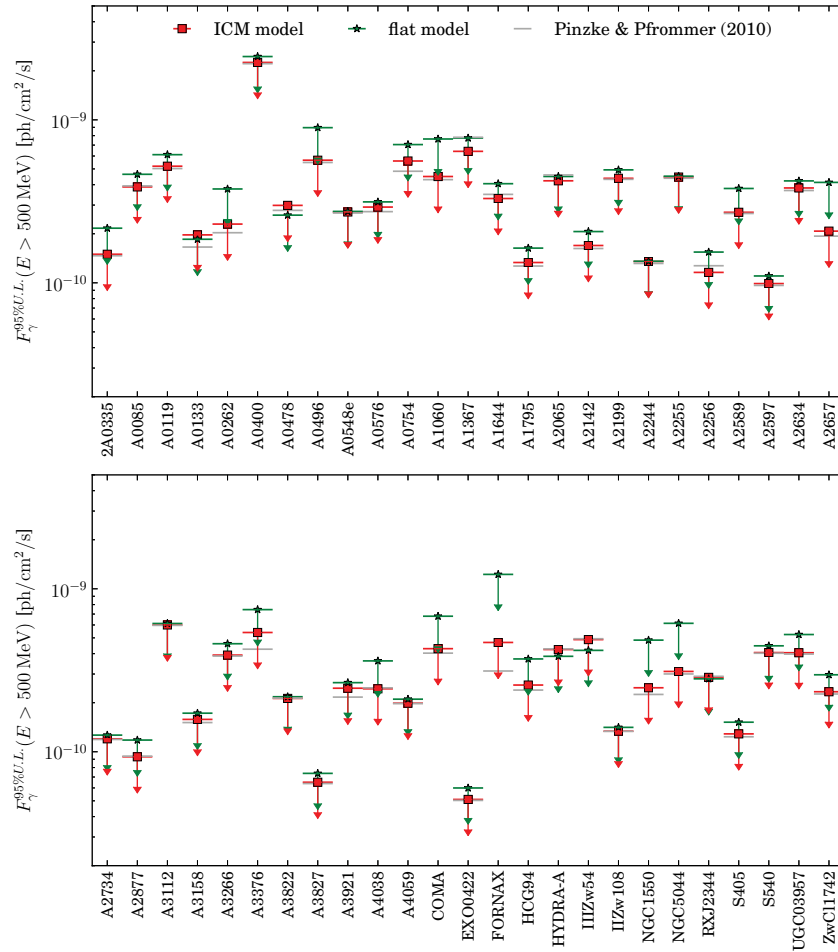 ICM model flat model Pinzke & Pfrommer (2010)
F_γ^{95%U.L.}(E > 500 MeV) [ph/cm²/s]
10⁻⁹
10⁻¹⁰
2A0335 A0085 A0119 A0133 A0262 A0400 A0478 A0496 A0548e A0576 A0754 A1060 A1367 A1644 A1795 A2065 A2142 A2199 A2244 A2255 A2256 A2589 A2597 A2634 A2657
F_γ^{95%U.L.}(E > 500 MeV) [ph/cm²/s]
10⁻⁹
10⁻¹⁰
A2734 A2877 A3112 A3158 A3266 A3376 A3822 A3827 A3921 A4038 A4059 COMA EXO0422 FORNAX HCG94 HYDRA-A IIIZw54 IIZw108 NGC1550 NGC5044 RXJ2344 S405 S540 UGC03957 ZwCl1742